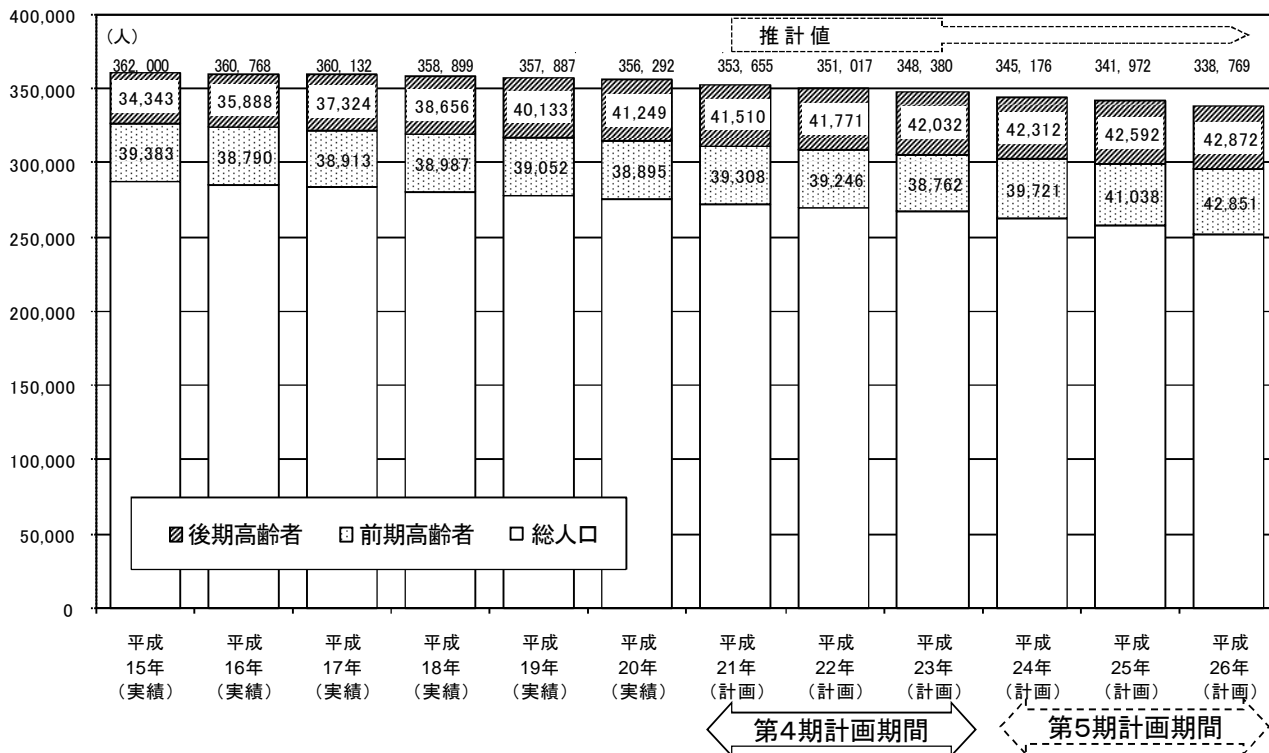 400,000
(人)
推計値
362,000 360,768 360,132 358,899 357,887 356,292 353,655 351,017 348,380 345,176 341,972 338,769
350,000
34,343 35,888 37,324 38,656 40,133 41,249 41,510 41,771 42,032 42,312 42,592 42,872
39,383 38,790 38,913 38,987 39,052 38,895 39,308 39,246 38,762 39,721 41,038 42,851
300,000
250,000
200,000
150,000
100,000
50,000
0
後期高齢者 前期高齢者 総人口
平成 平成 平成 平成 平成 平成 平成 平成 平成 平成 平成 平成
15年 16年 17年 18年 19年 20年 21年 22年 23年 24年 25年 26年
(実績) (実績) (実績) (実績) (実績) (実績) (計画) (計画) (計画) (計画) (計画) (計画)
第4期計画期間 第5期計画期間